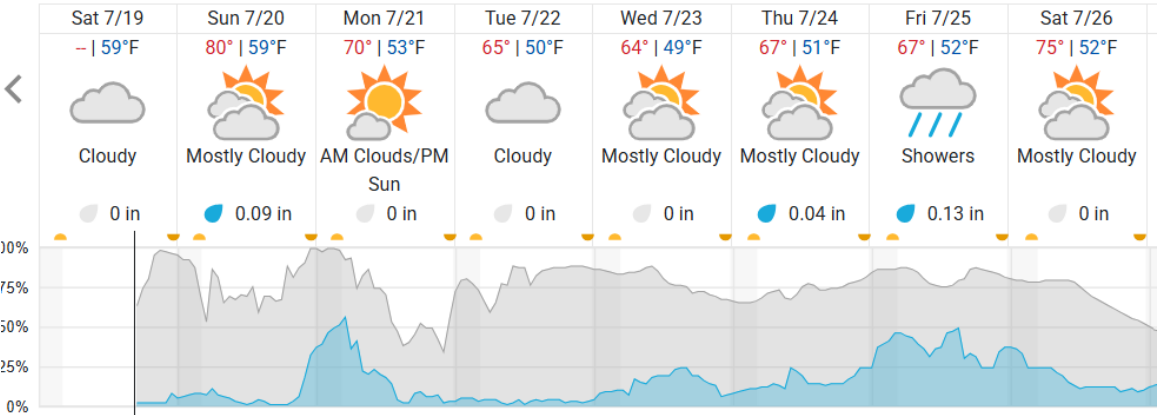 Sat 7/19 Sun 7/20 Mon 7/21 Tue 7/22 Wed 7/23 Thu 7/24 Fri 7/25 Sat 7/26
-- | 59°F 80° | 59°F 70° | 53°F 65° | 50°F 64° | 49°F 67° | 51°F 67° | 52°F 75° | 52°F
Cloudy Mostly Cloudy AM Clouds/PM Cloudy Mostly Cloudy Mostly Cloudy Showers Mostly Cloudy
Sun
0 in 0.09 in 0 in 0 in 0 in 0.04 in 0.13 in 0 in
00%
75%
50%
25%
0%